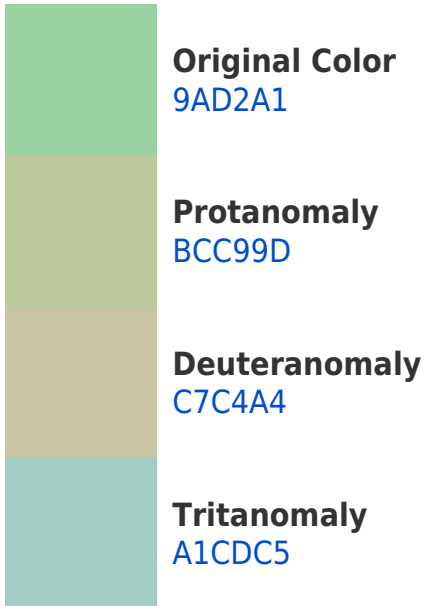 Original Color
9AD2A1
Protanomaly
BCC99D
Deuteranomaly
C7C4A4
Tritanomaly
A1CDC5